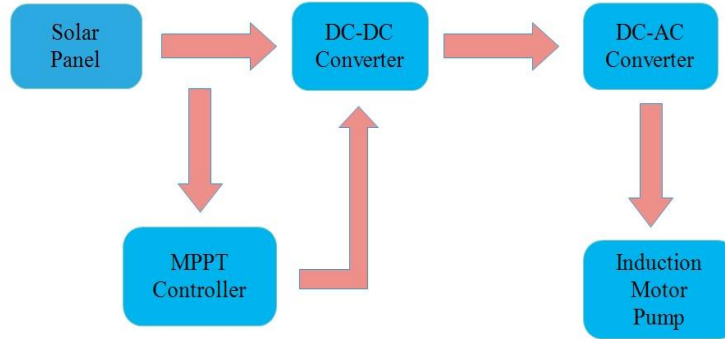 Solar
Panel
DC-DC
Converter
DC-AC
Converter
MPPT
Controller
Induction
Motor
Pump